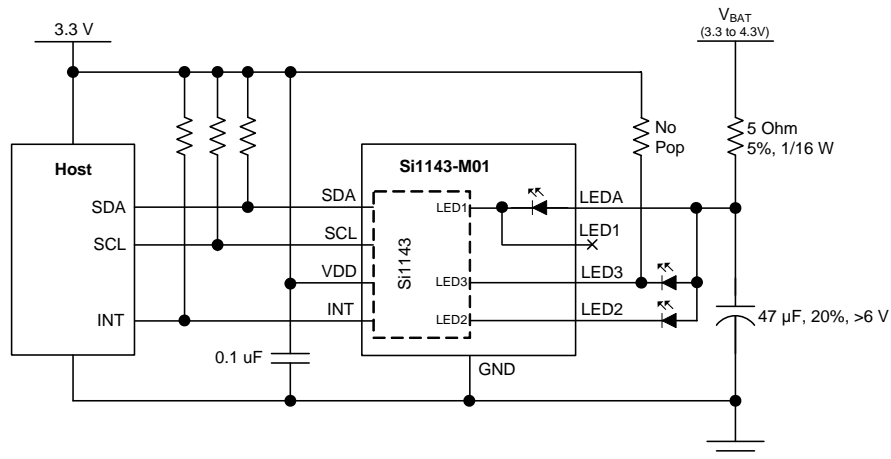 3.3 V
V_BAT
(3.3 to 4.3V)
No
Pop
5 Ohm
5%, 1/16 W
Host
Si1143-M01
SDA
SDA
LED1
LEDA
SCL
SCL
LED1
Si1143
VDD
LED3
LED3
INT
INT
LED2
LED2
47 µF, 20%, >6 V
0.1 uF
GND